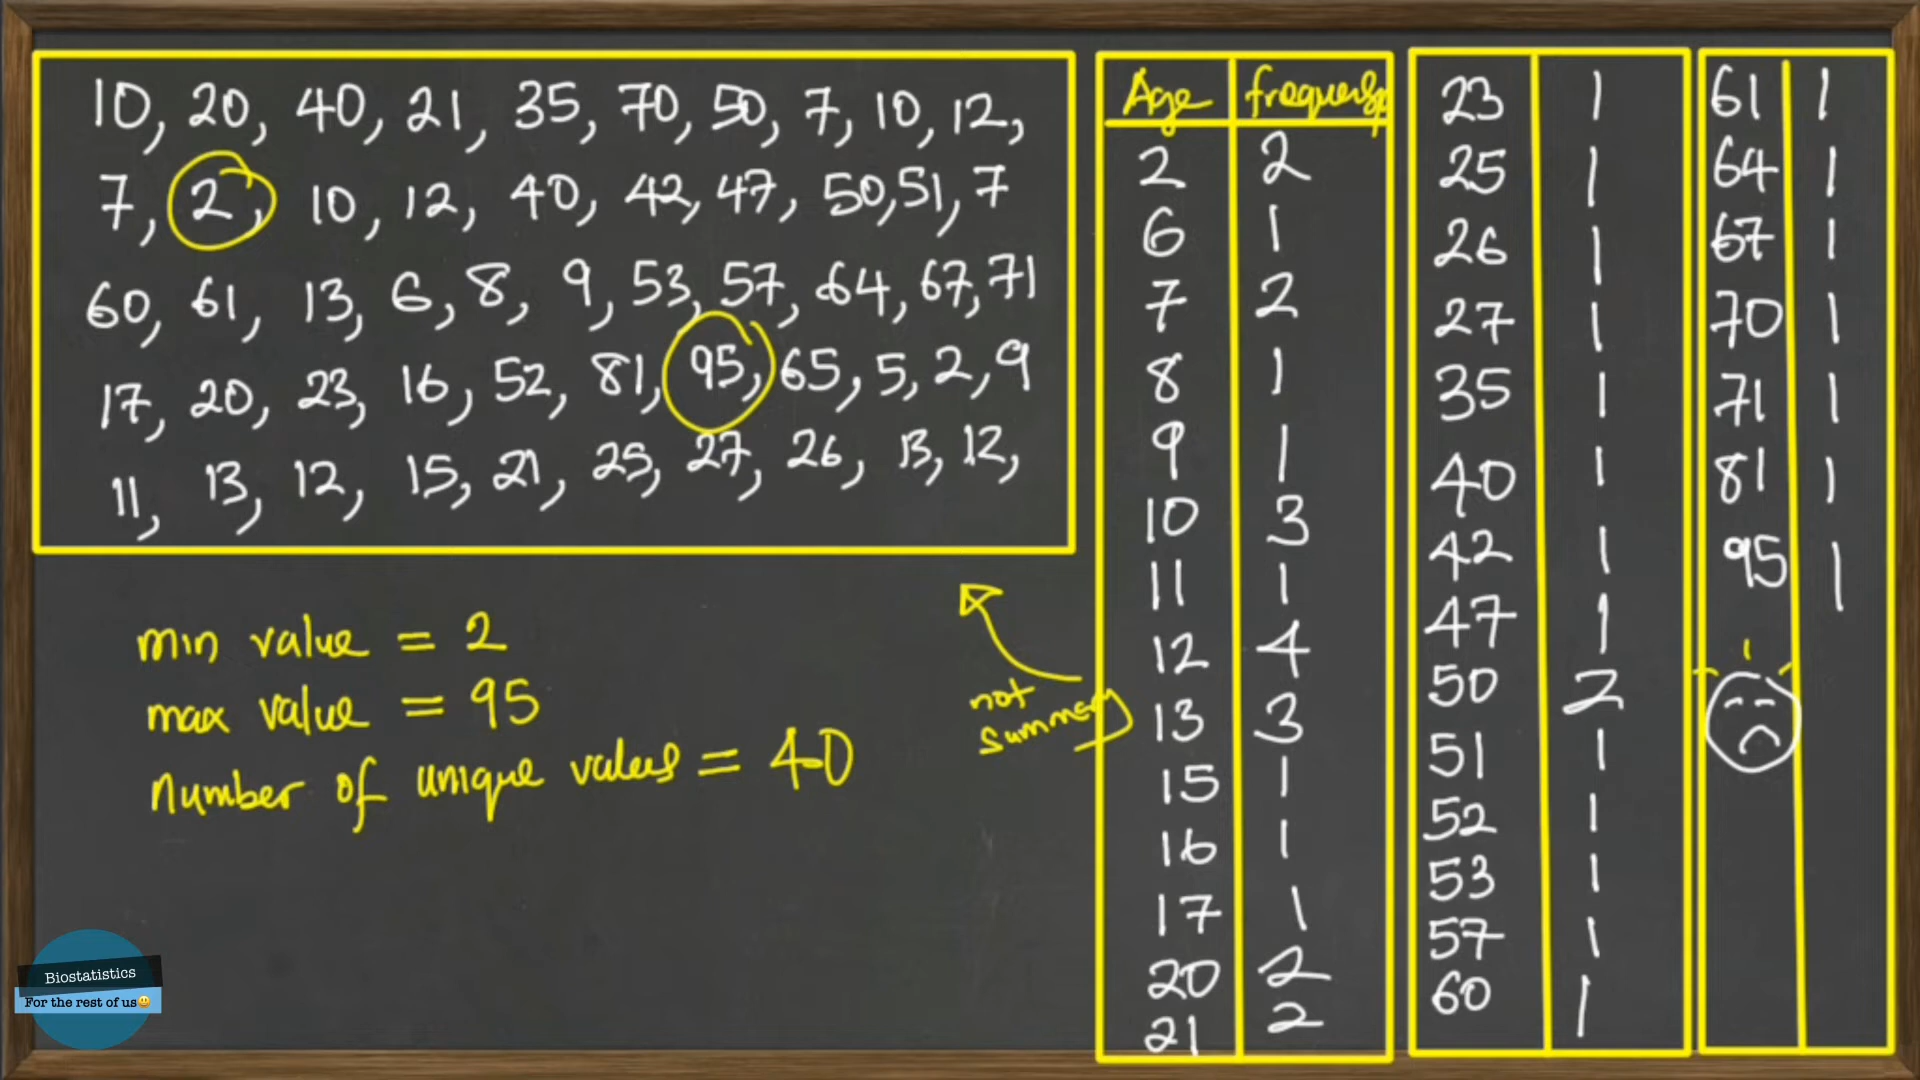 10, 20, 40, 21, 35, 70, 50, 7, 10, 12,
7, 2, 10, 12, 40, 42, 47, 50, 51, 7
60, 61, 13, 6, 8, 9, 53, 57, 64, 67, 71
17, 20, 23, 16, 52, 81, 95, 65, 5, 2, 9
11, 13, 12, 15, 21, 25, 27, 26, 13, 12,
min value = 2
max value = 95
Number of unique values = 40
not
summary
Age frequency
2 2
6 1
7 2
8 1
9 1
10 3
11 1
12 4
13 3
15 1
16 1
17 1
20 2
21 2
23 1
25 1
26 1
27 1
35 1
40 1
42 1
47 1
50 2
51 1
52 1
53 1
57 1
60 1
61 1
64 1
67 1
70 1
71 1
81 1
95 1
Biostatistics
For the rest of us😃